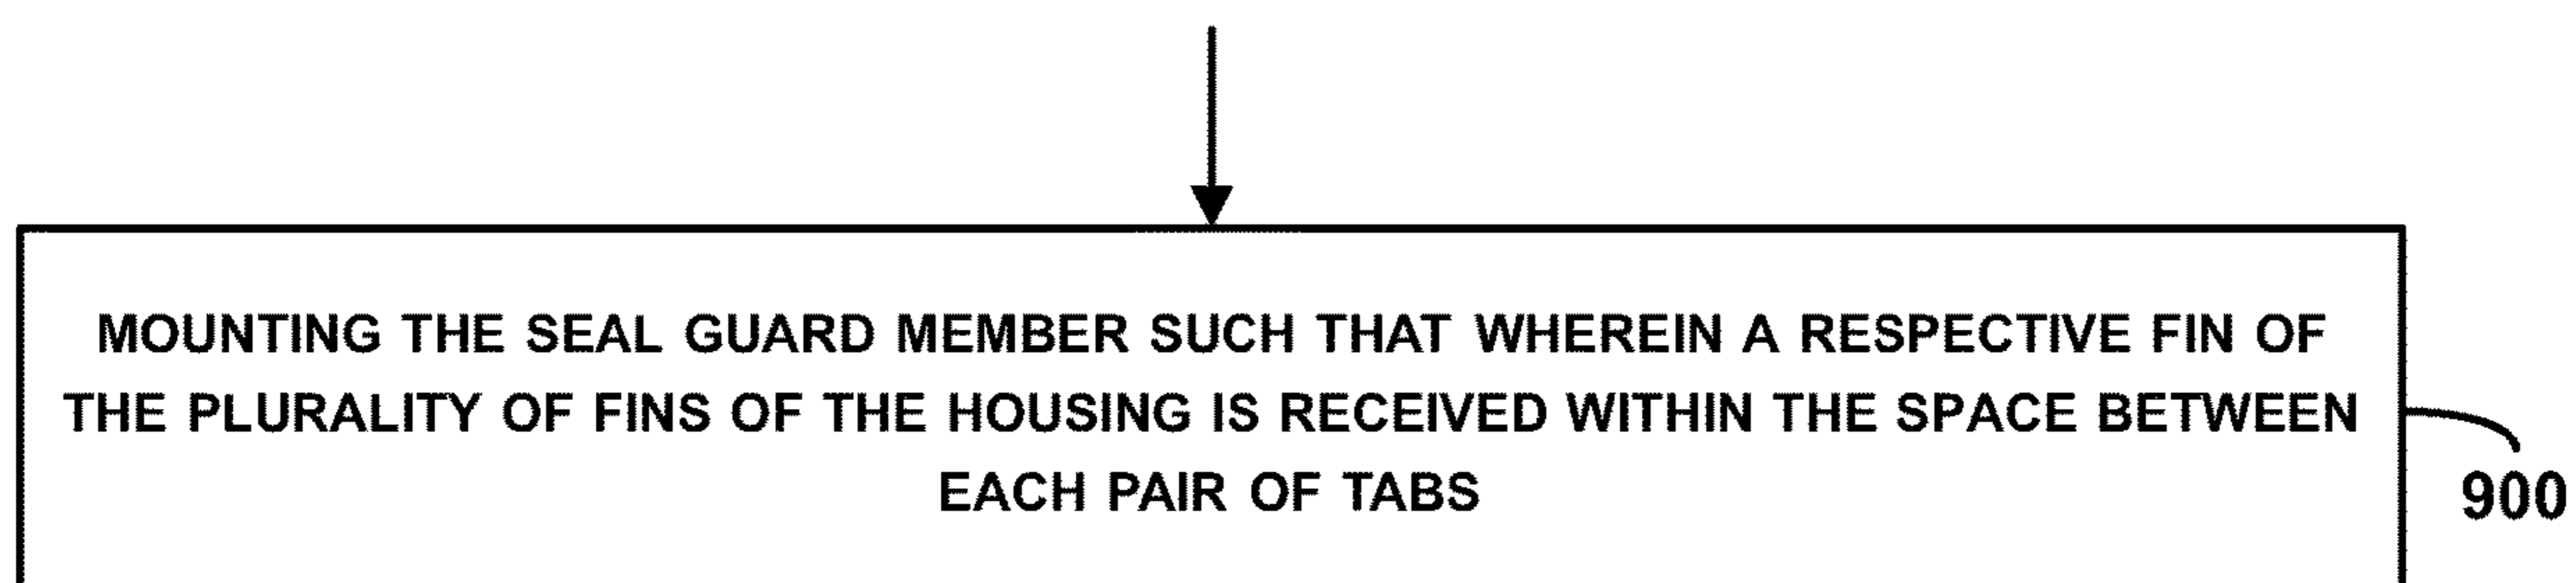 MOUNTING THE SEAL GUARD MEMBER SUCH THAT WHEREIN A RESPECTIVE FIN OF
THE PLURALITY OF FINS OF THE HOUSING IS RECEIVED WITHIN THE SPACE BETWEEN
EACH PAIR OF TABS
900